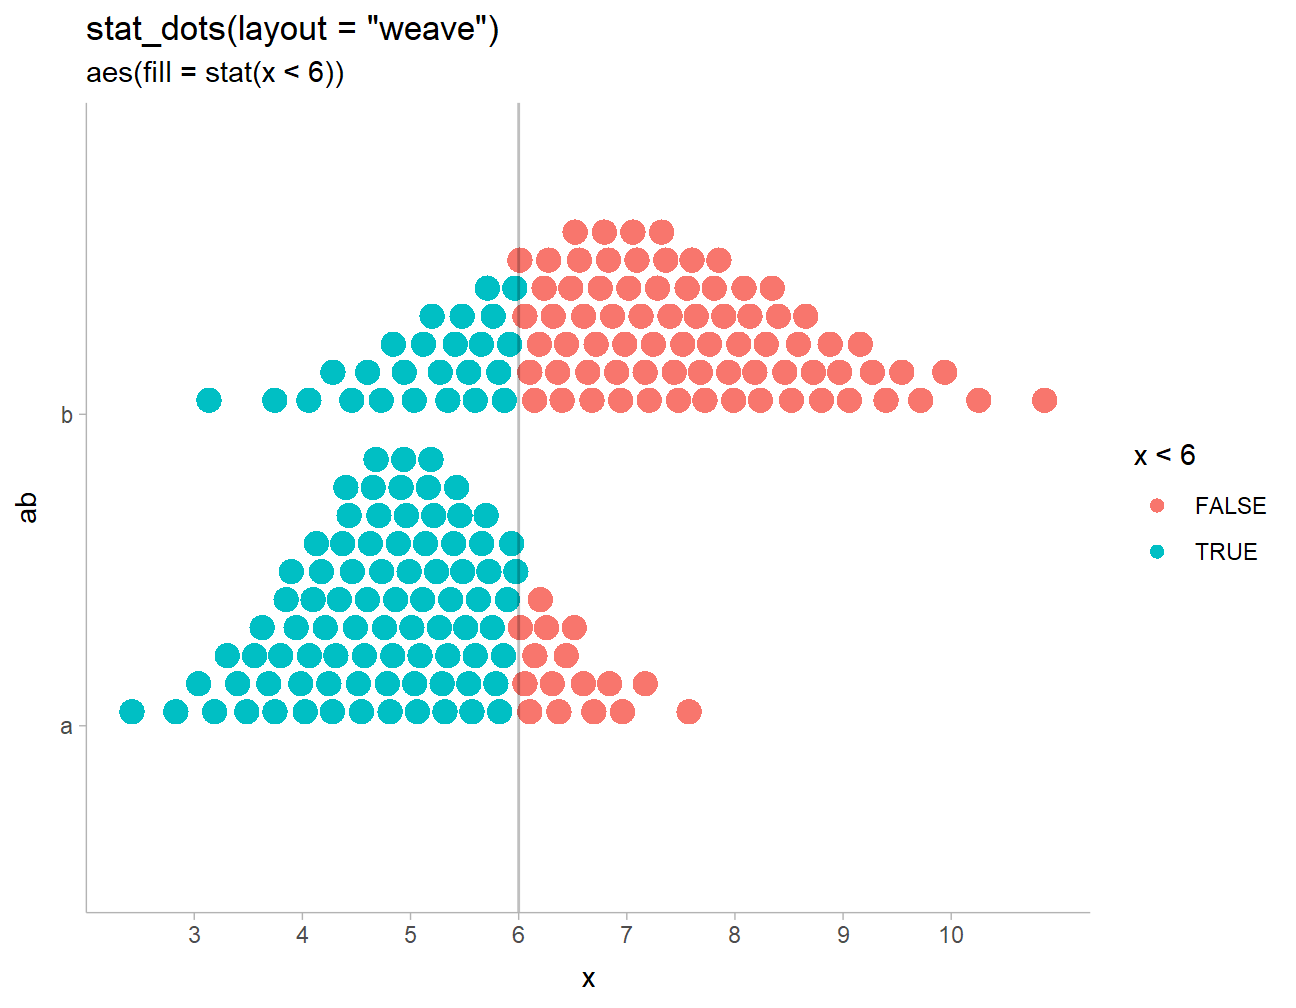 stat_dots(layout = "weave")
aes(fill = stat(x < 6))
b
a
ab
3 4 5 6 7 8 9 10
x
x < 6
FALSE
TRUE